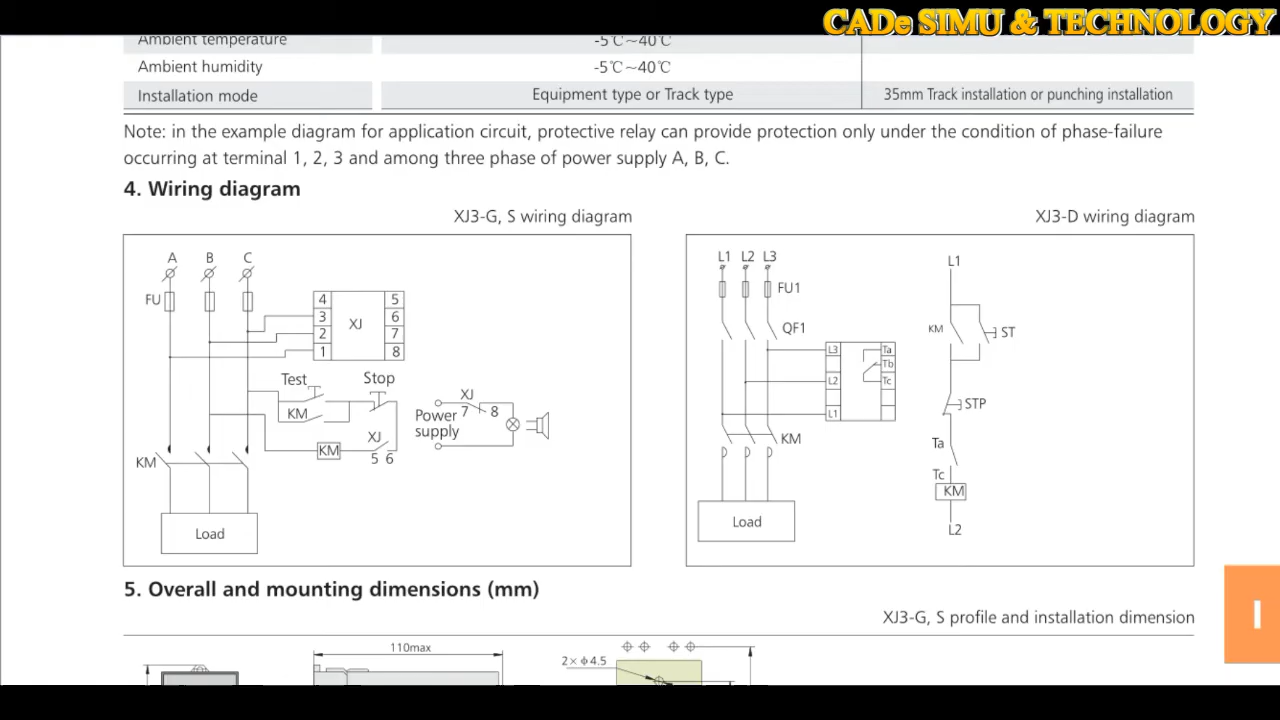 CADe SIMU & TECHNOLOGY
Ambient temperature -5℃~40℃
Ambient humidity -5℃~40℃
Installation mode Equipment type or Track type 35mm Track installation or punching installation
Note: in the example diagram for application circuit, protective relay can provide protection only under the condition of phase-failure
occurring at terminal 1, 2, 3 and among three phase of power supply A, B, C.
4. Wiring diagram
XJ3-G, S wiring diagram
A B C
FU
4 5
3 XJ 6
2 7
1 8
Test Stop
KM
XJ
KM 5 6
Power supply
XJ
7 8
KM
Load
XJ3-D wiring diagram
L1 L2 L3
FU1
QF1
L3 Ta
Tb
L2 Tc
L1
KM
Load
L1
KM ST
STP
Ta
Tc
KM
L2
5. Overall and mounting dimensions (mm)
XJ3-G, S profile and installation dimension
110max
2×φ4.5
I